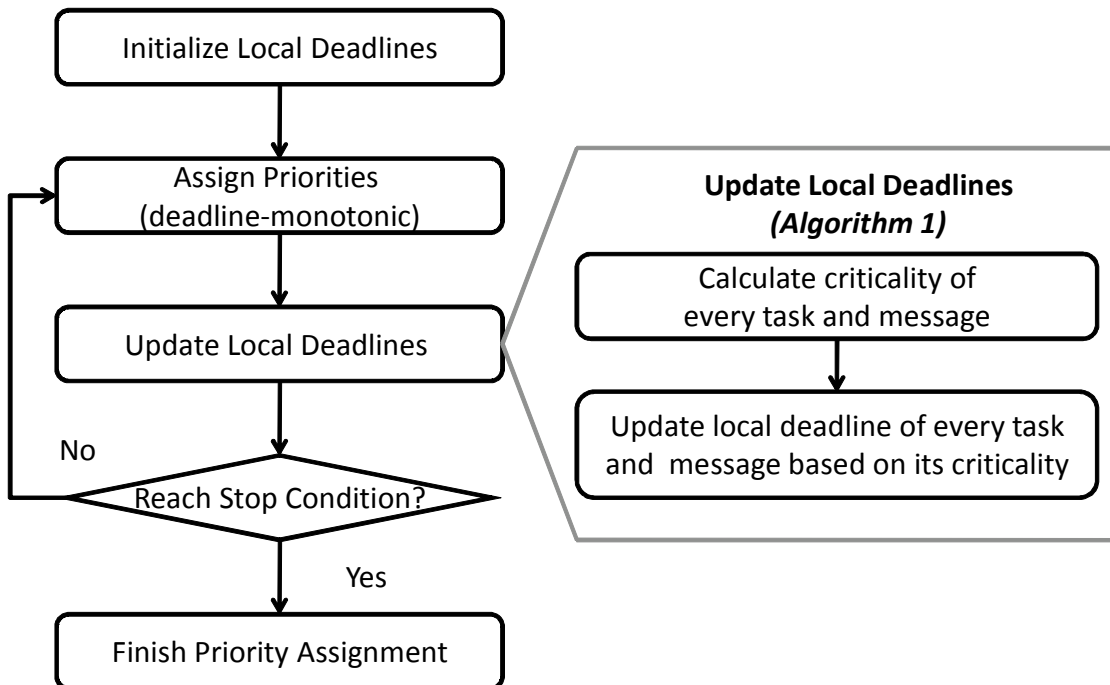 Initialize Local Deadlines
Assign Priorities
(deadline-monotonic)
Update Local Deadlines
No
Reach Stop Condition?
Yes
Finish Priority Assignment
Update Local Deadlines
(Algorithm 1)
Calculate criticality of
every task and message
Update local deadline of every task
and message based on its criticality